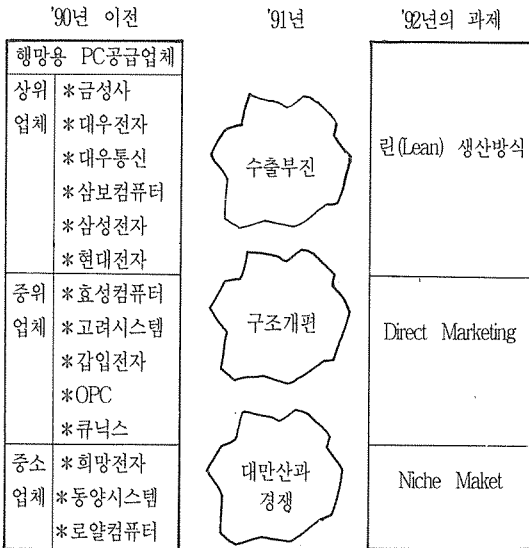 '90년 이전 '91년 '92년의 과제
행망용 PC공급업체
상위 *금성사
업체 *대우전자
*대우통신
*삼보컴퓨터
*삼성전자
*현대전자
중위 *효성컴퓨터
업체 *고려시스템
*갑입전자
*OPC
*큐닉스
중소 *희망전자
업체 *동양시스템
*로얄컴퓨터
수출부진
구조개편
대만산과
경쟁
린(Lean) 생산방식
Direct Marketing
Niche Maket